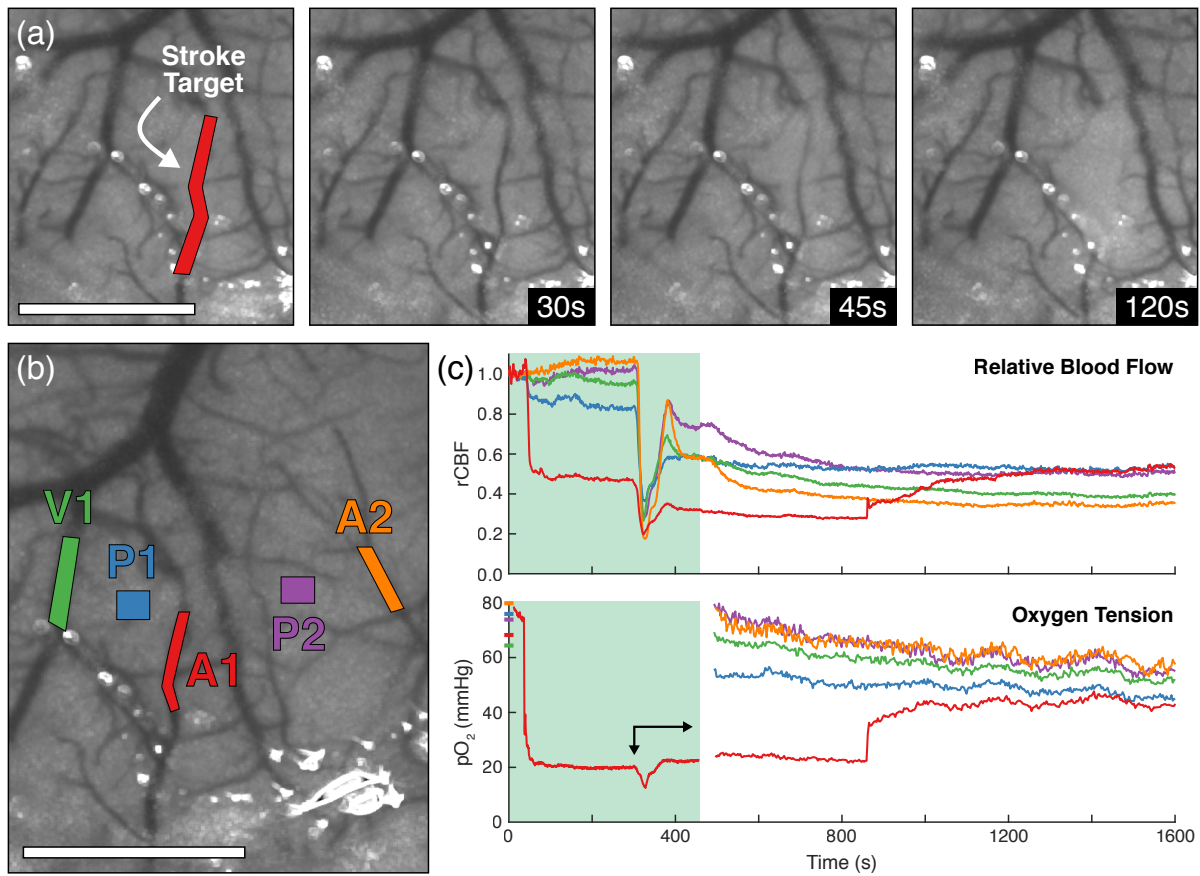 (a)
Stroke
Target
30s
45s
120s
(b)
V1
P1
A1
P2
A2
(c)
Relative Blood Flow
rCBF
1.0
0.8
0.6
0.4
0.2
0.0
Oxygen Tension
pO₂ (mmHg)
80
60
40
20
0
0
400
800
1200
1600
Time (s)